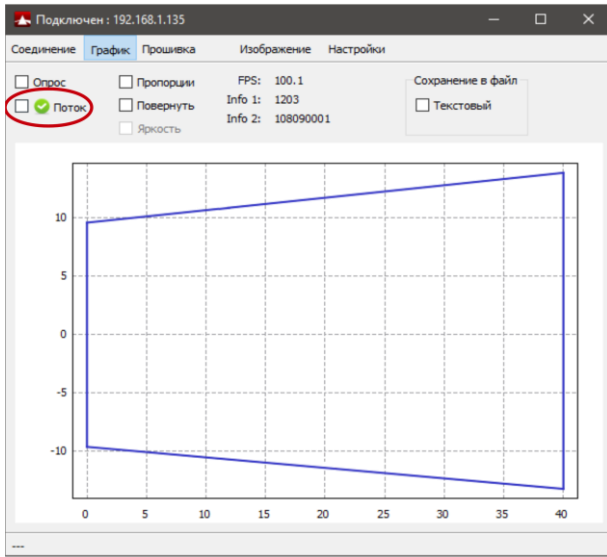 Подключен : 192.168.1.135
Соединение График Прошивка Изображение Настройки
Опрос Пропорции FPS: 100.1 Сохранение в файл
Поток Повернуть Info 1: 1203 Текстовый
Яркость Info 2: 108090001
10
5
0
-5
-10
0 5 10 15 20 25 30 35 40
---